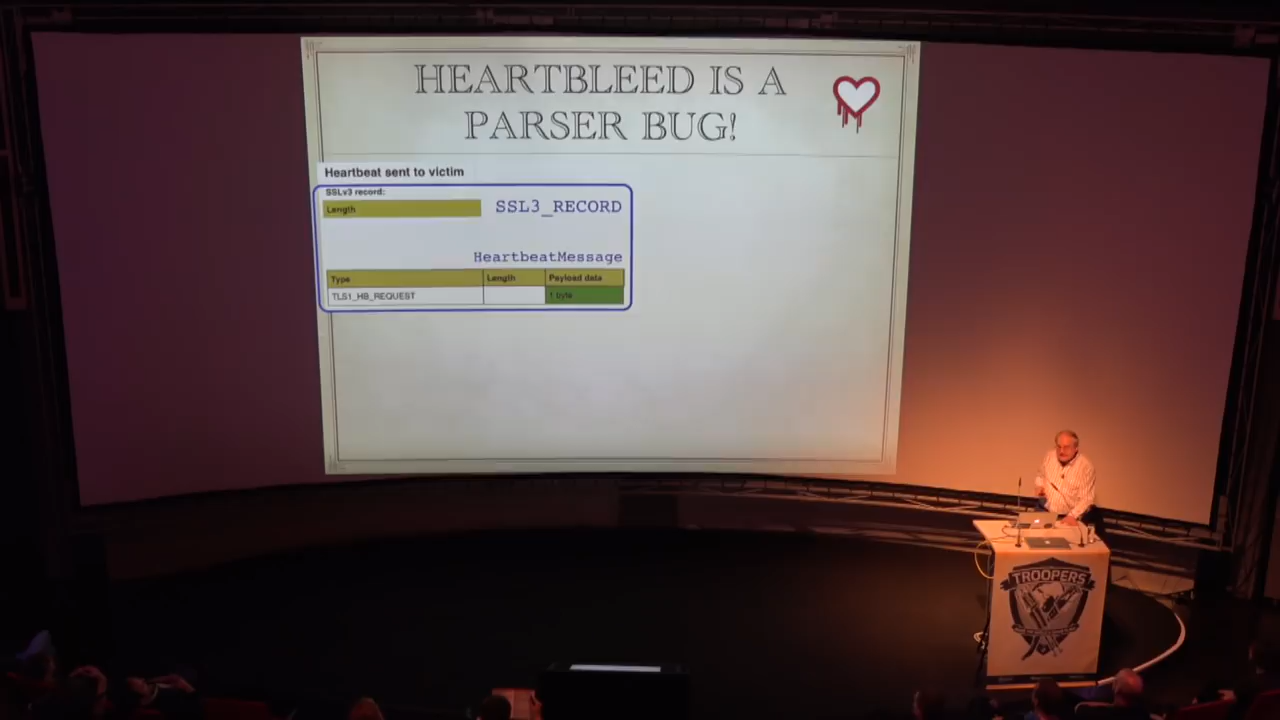 HEARTBLEED IS A
PARSER BUG!
Heartbeat sent to victim
SSLv3 record:
Length
SSL3_RECORD
HeartbeatMessage
Type Length Payload data
TLS1_HB_REQUEST 1 byte
TROOPERS